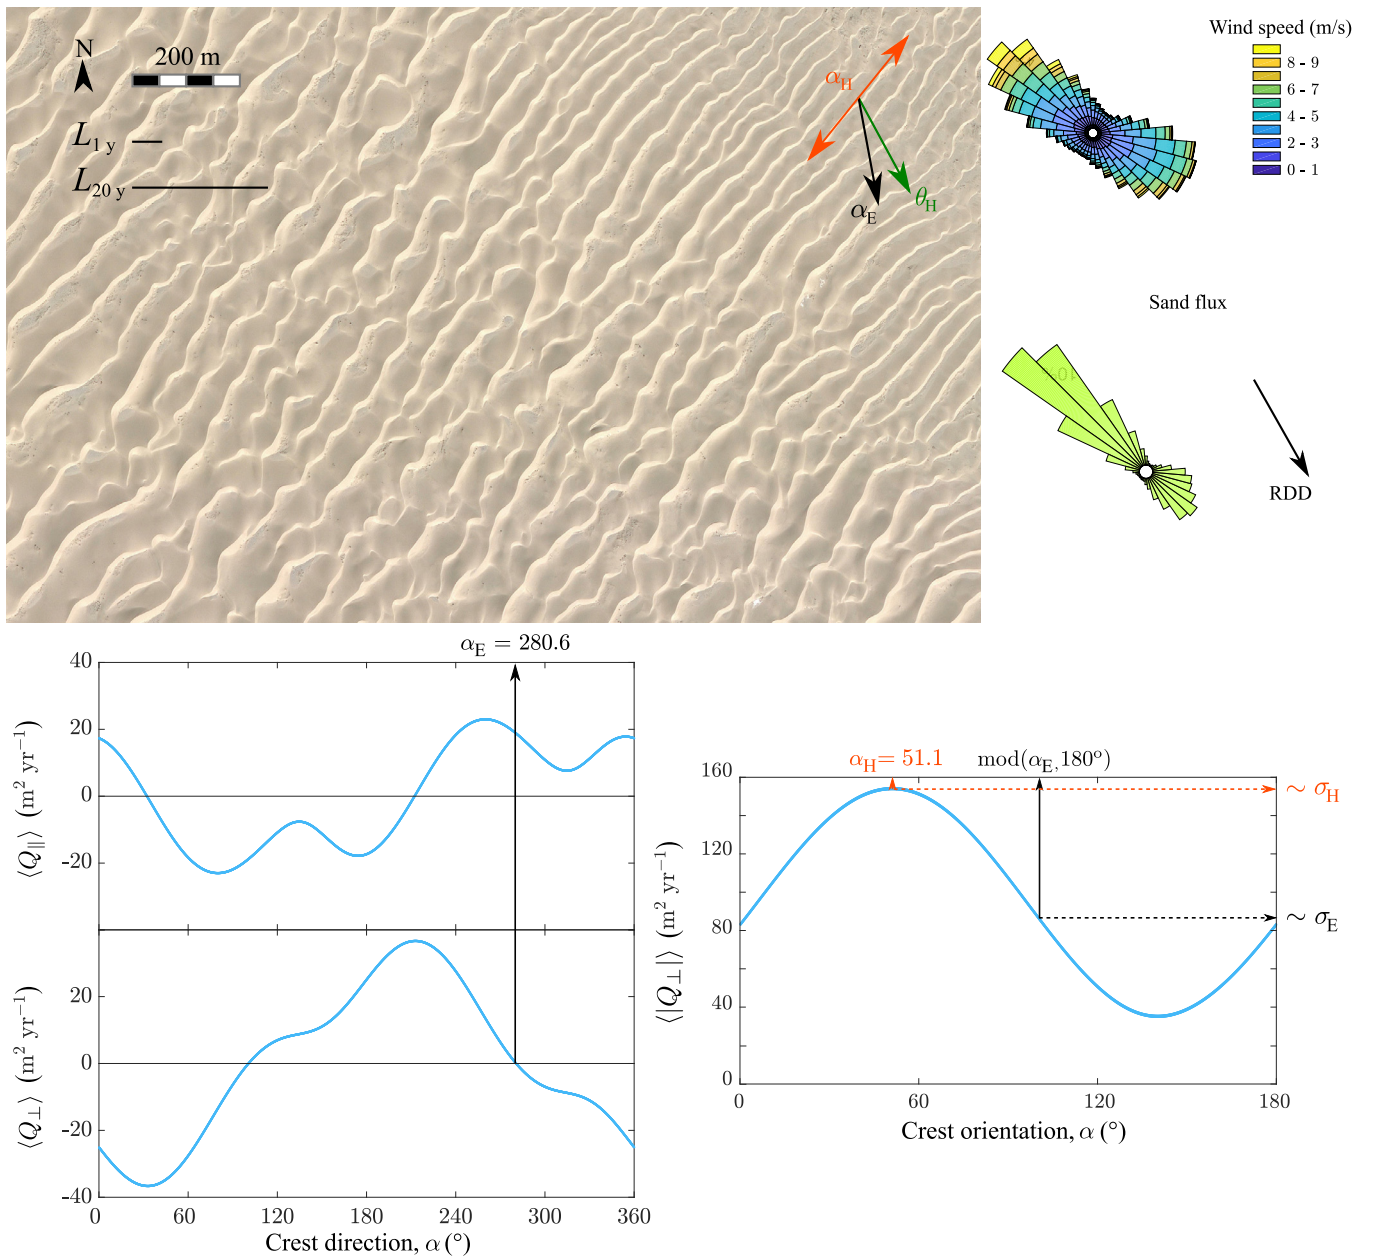 N
200 m
L1 y
L20 y
αH
αE
θH
Wind speed (m/s)
8 - 9
6 - 7
4 - 5
2 - 3
0 - 1
Sand flux
10%
RDD
αE = 280.6
40
20
0
-20
⟨Q∥⟩ (m² yr⁻¹)
20
0
-20
-40
⟨Q⊥⟩ (m² yr⁻¹)
0 60 120 180 240 300 360
Crest direction, α (°)
αH= 51.1
mod(αE,180º)
160
120
80
40
0
⟨|Q⊥|⟩ (m² yr⁻¹)
∼ σH
∼ σE
0 60 120 180
Crest orientation, α (°)